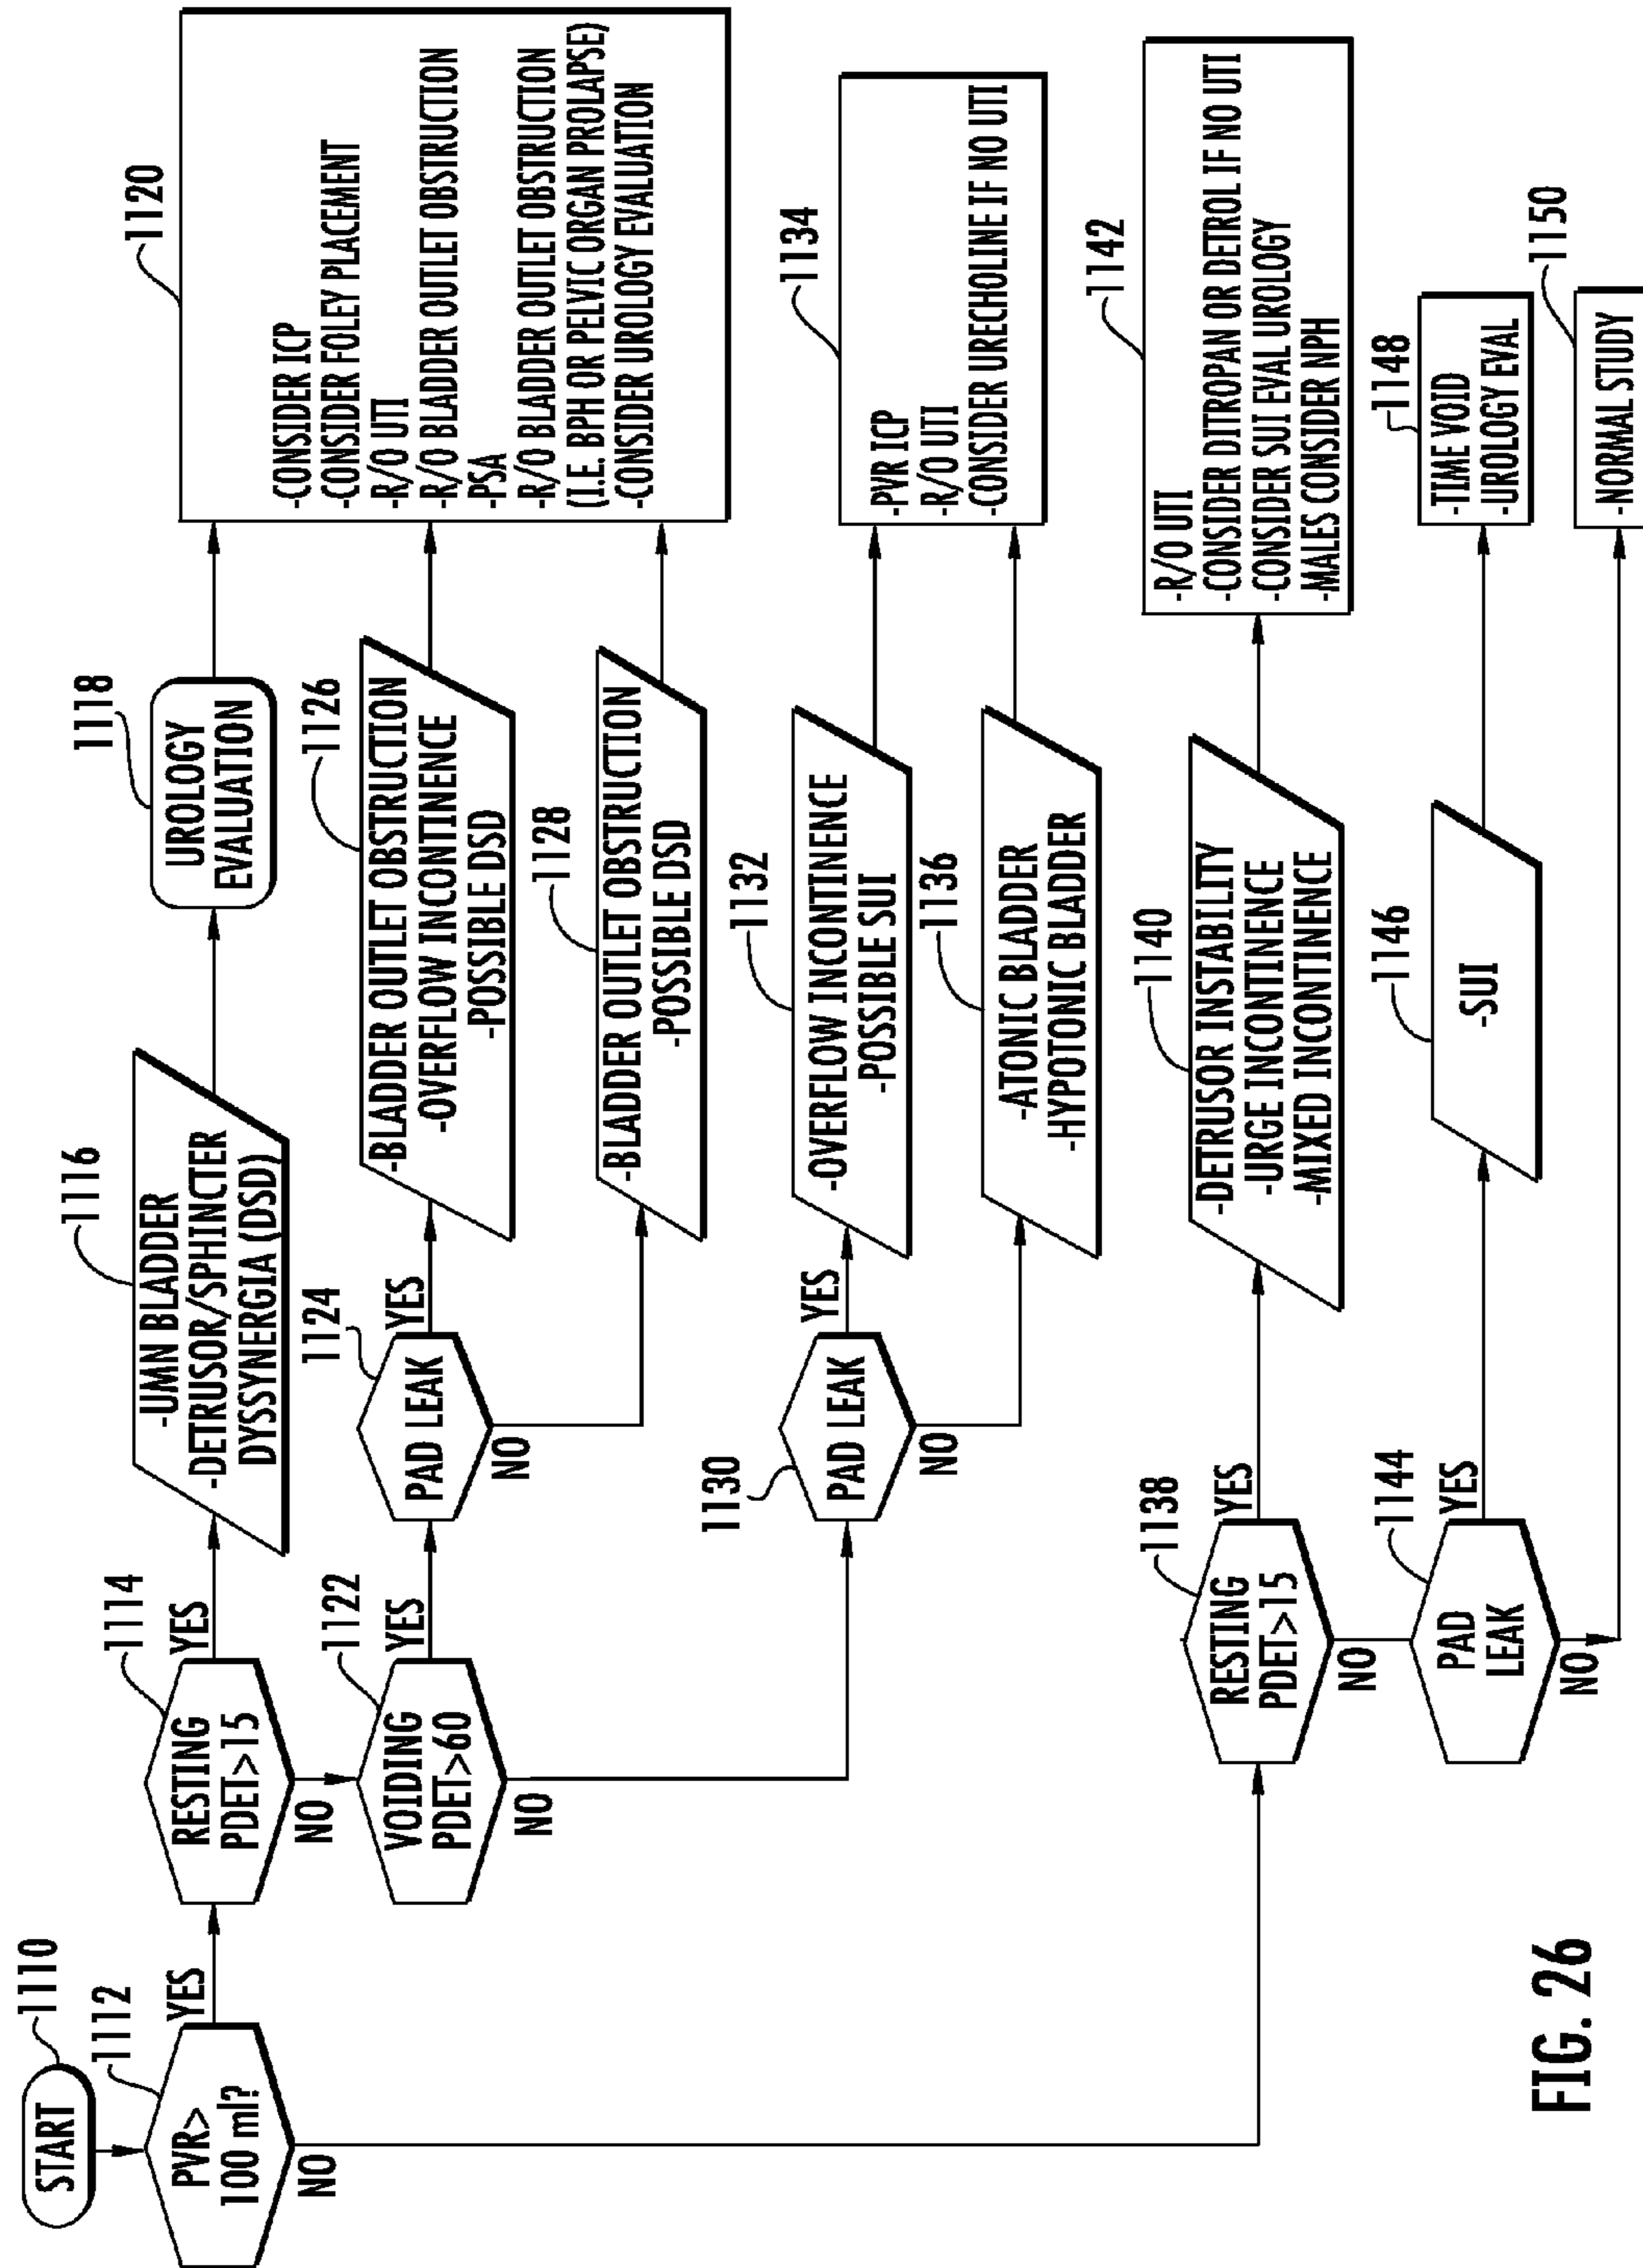 START
1110
PVR>
100 ml?
1112
YES
NO
RESTING
PDET>15
1114
YES
NO
-UMN BLADDER
-DETRUSOR/SPHINCTER
DYSSYNERGIA (DSD)
1116
UROLOGY
EVALUATION
1118
-CONSIDER ICP
-CONSIDER FOLEY PLACEMENT
-R/O UTI
-R/O BLADDER OUTLET OBSTRUCTION
-PSA
-R/O BLADDER OUTLET OBSTRUCTION
(I.E. BPH OR PELVIC ORGAN PROLAPSE)
-CONSIDER UROLOGY EVALUATION
1120
VOIDING
PDET>60
1122
YES
NO
PAD LEAK
1124
YES
NO
-BLADDER OUTLET OBSTRUCTION
-OVERFLOW INCONTINENCE
-POSSIBLE DSD
1126
-BLADDER OUTLET OBSTRUCTION
-POSSIBLE DSD
1128
PAD LEAK
1130
YES
NO
-OVERFLOW INCONTINENCE
-POSSIBLE SUI
1132
-PVR ICP
-R/O UTI
-CONSIDER URECHOLINE IF NO UTI
1134
-ATONIC BLADDER
-HYPOTONIC BLADDER
1136
RESTING
PDET>15
1138
YES
NO
-DETRUSOR INSTABILITY
-URGE INCONTINENCE
-MIXED INCONTINENCE
1140
-R/O UTI
-CONSIDER DITROPAN OR DETROL IF NO UTI
-CONSIDER SUI EVAL UROLOGY
-MALES CONSIDER NPH
1142
PAD
LEAK
1144
YES
NO
-SUI
1146
-TIME VOID
-UROLOGY EVAL
1148
-NORMAL STUDY
1150
FIG. 26